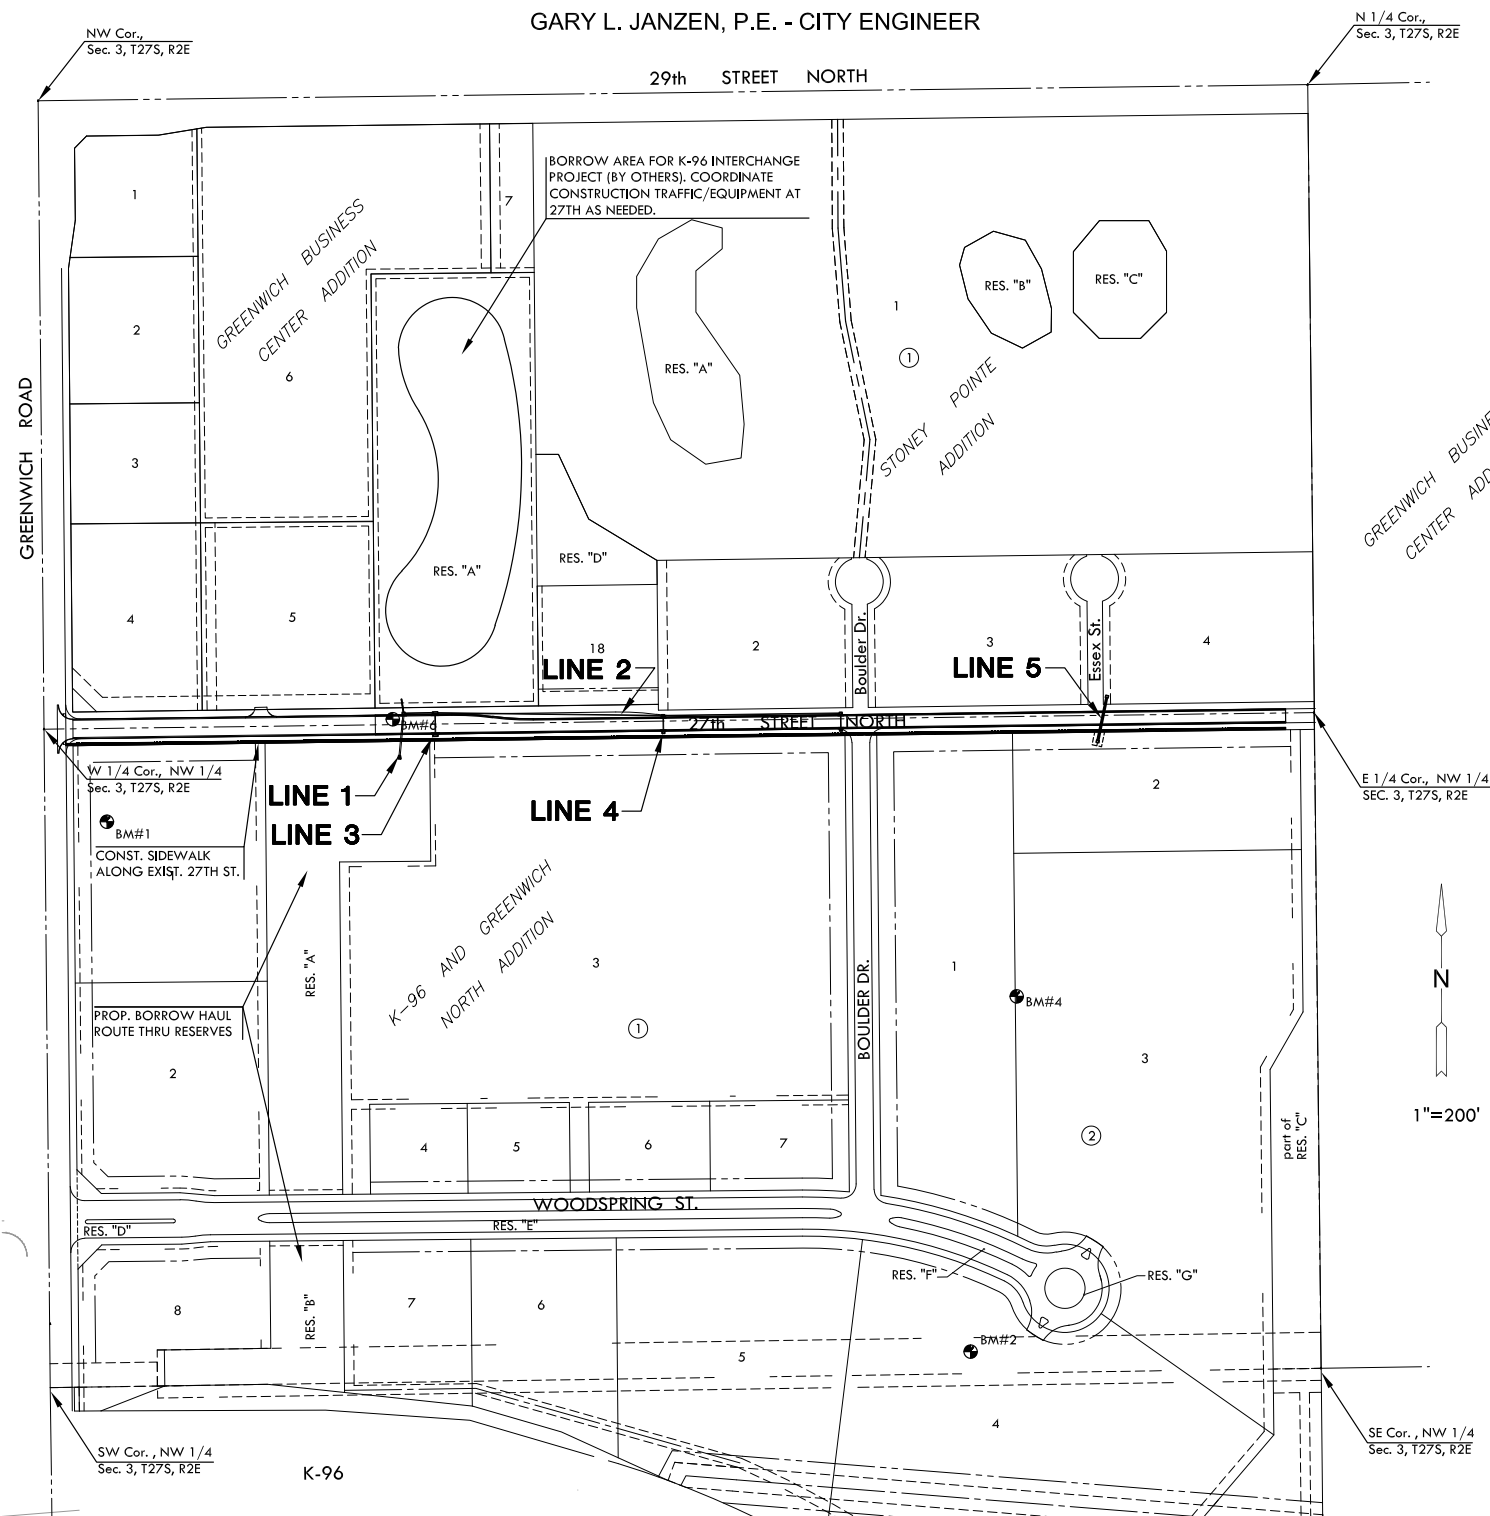 GARY L. JANZEN, P.E. - CITY ENGINEER
NW Cor.,
Sec. 3, T27S, R2E
N 1/4 Cor.,
Sec. 3, T27S, R2E
29th STREET NORTH
BORROW AREA FOR K-96 INTERCHANGE
PROJECT (BY OTHERS). COORDINATE
CONSTRUCTION TRAFFIC/EQUIPMENT AT
27TH AS NEEDED.
1
7
GREENWICH BUSINESS
CENTER ADDITION
6
2
3
4
5
GREENWICH ROAD
RES. "A"
RES. "A"
RES. "B"
RES. "C"
1
1
STONEY POINTE
ADDITION
GREENWICH BUSINE
CENTER ADD
RES. "D"
18
2
Boulder Dr.
3
Essex St.
4
LINE 2
LINE 5
BM#6
27th STREET NORTH
W 1/4 Cor., NW 1/4
Sec. 3, T27S, R2E
E 1/4 Cor., NW 1/4
SEC. 3, T27S, R2E
LINE 1
LINE 3
LINE 4
2
BM#1
CONST. SIDEWALK
ALONG EXIST. 27TH ST.
1
RES. "A"
K-96 AND GREENWICH
NORTH ADDITION
3
1
BOULDER DR.
1
BM#4
3
N
1"=200'
PROP. BORROW HAUL
ROUTE THRU RESERVES
2
4
5
6
7
2
part of
RES. "C"
WOODSPRING ST.
RES. "D"
RES. "E"
RES. "F"
RES. "G"
8
RES. "B"
7
6
5
BM#2
4
SW Cor., NW 1/4
Sec. 3, T27S, R2E
K-96
SE Cor., NW 1/4
Sec. 3, T27S, R2E